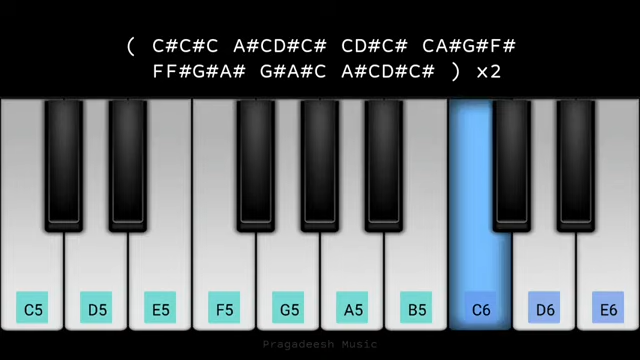 ( C#C#C A#CD#C# CD#C# CA#G#F#
FF#G#A# G#A#C A#CD#C# ) x2
C5 D5 E5 F5 G5 A5 B5 C6 D6 E6
Pragadeesh Music